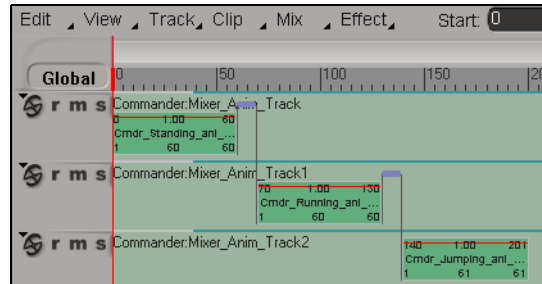 Edit View Track Clip Mix Effect Start: 0
Global 0 50 100 150 20
r m s Commander:Mixer_Anim_Track
0 1.00 60
Cmdr_Standing_ani_...
1 60 60
r m s Commander:Mixer_Anim_Track1
70 1.00 130
Cmdr_Running_ani_...
1 60 60
r m s Commander:Mixer_Anim_Track2
140 1.00 201
Cmdr_Jumping_ani_...
1 61 61